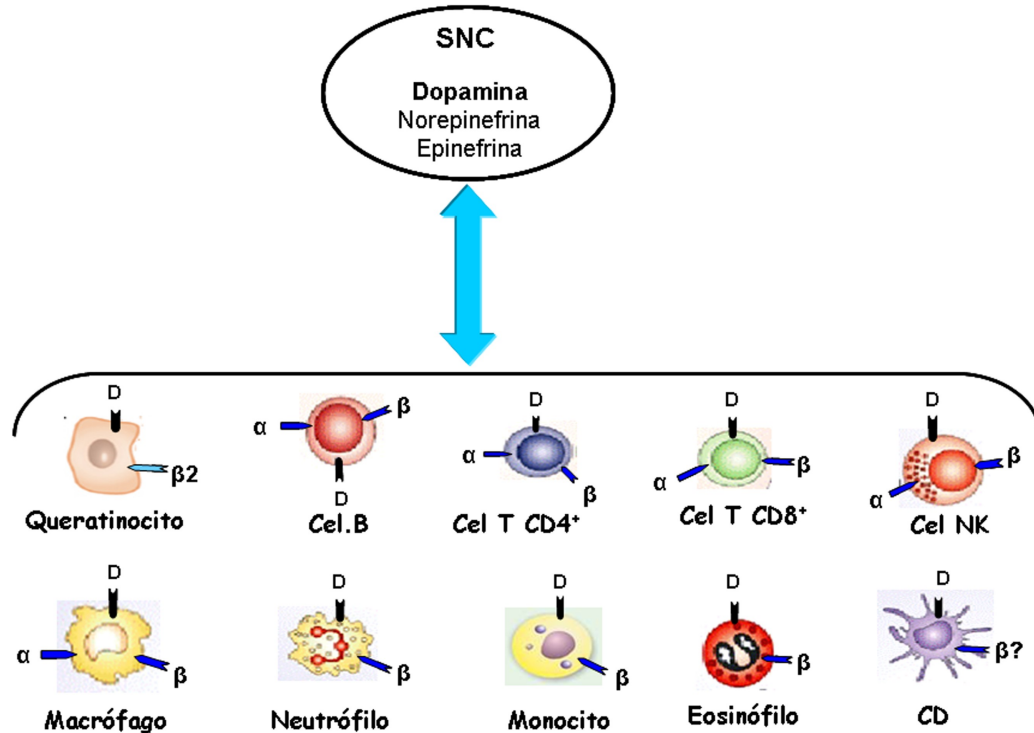 SNC
Dopamina
Norepinefrina
Epinefrina
D
β2
Queratinocito
α
β
D
Cel.B
D
α
β
Cel T CD4⁺
D
α
β
Cel T CD8⁺
D
α
β
Cel NK
D
α
β
Macrófago
D
β
Neutrófilo
D
β
Monocito
D
β
Eosinófilo
D
β?
CD